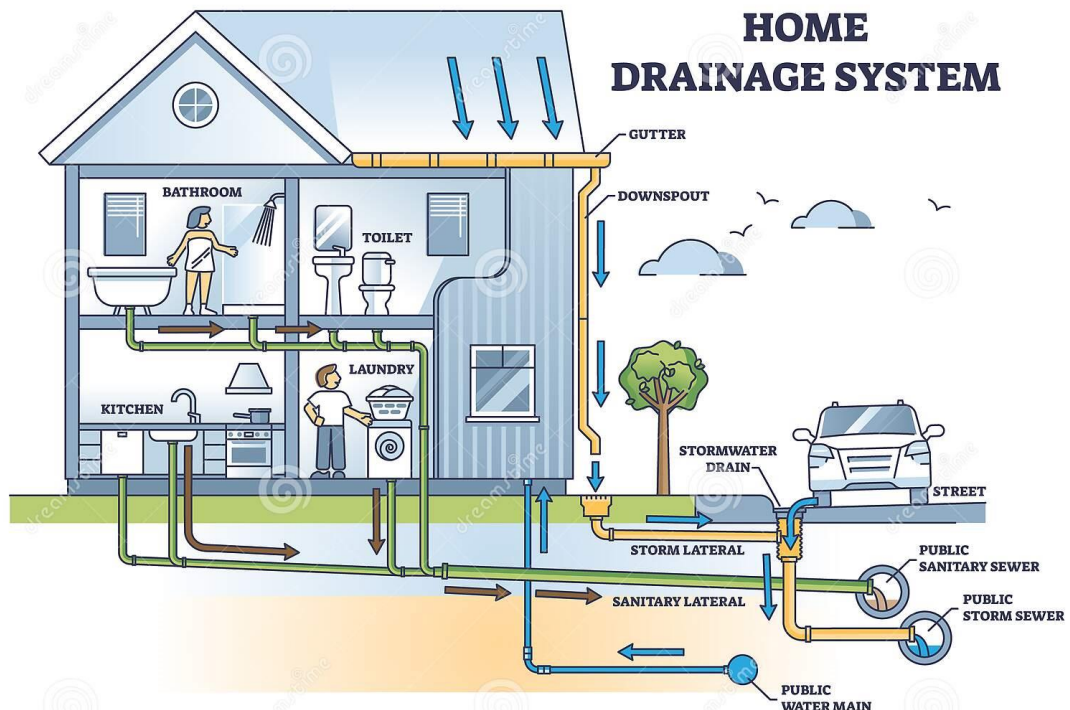 HOME
DRAINAGE SYSTEM
GUTTER
DOWNSPOUT
BATHROOM
TOILET
LAUNDRY
KITCHEN
STORMWATER
DRAIN
STREET
STORM LATERAL
PUBLIC
SANITARY SEWER
SANITARY LATERAL
PUBLIC
STORM SEWER
PUBLIC
WATER MAIN
dreamstime